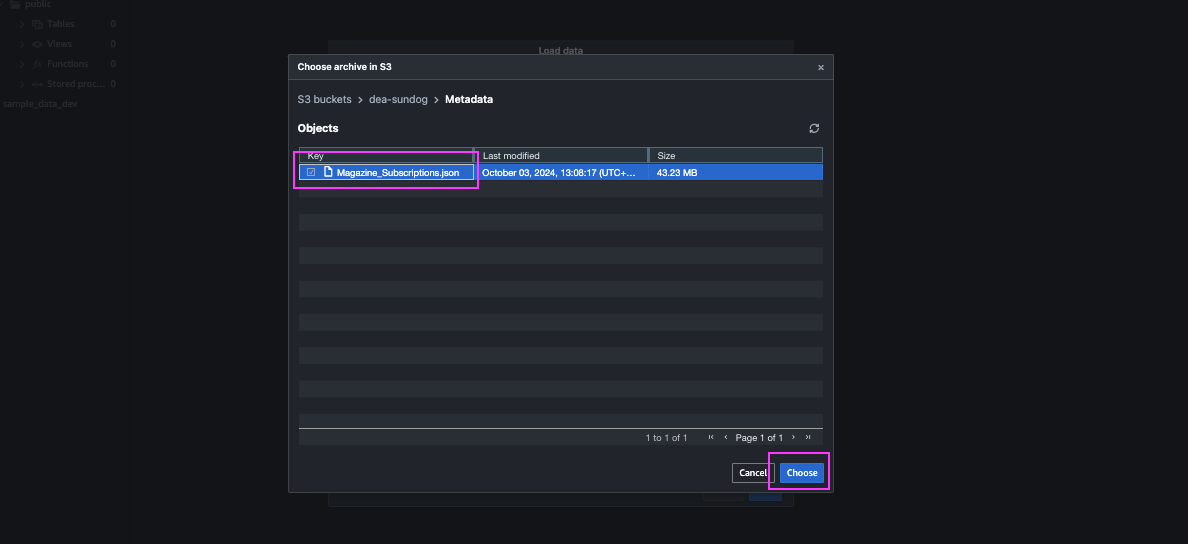 public
Tables 0
Views 0
Functions 0
Stored proc... 0
sample_data_dev
Load data
Choose archive in S3 ×
S3 buckets > dea-sundog > Metadata
Objects
Key Last modified Size
Magazine_Subscriptions.json October 03, 2024, 13:08:17 (UTC+... 43.23 MB
1 to 1 of 1 Page 1 of 1
Cancel Choose